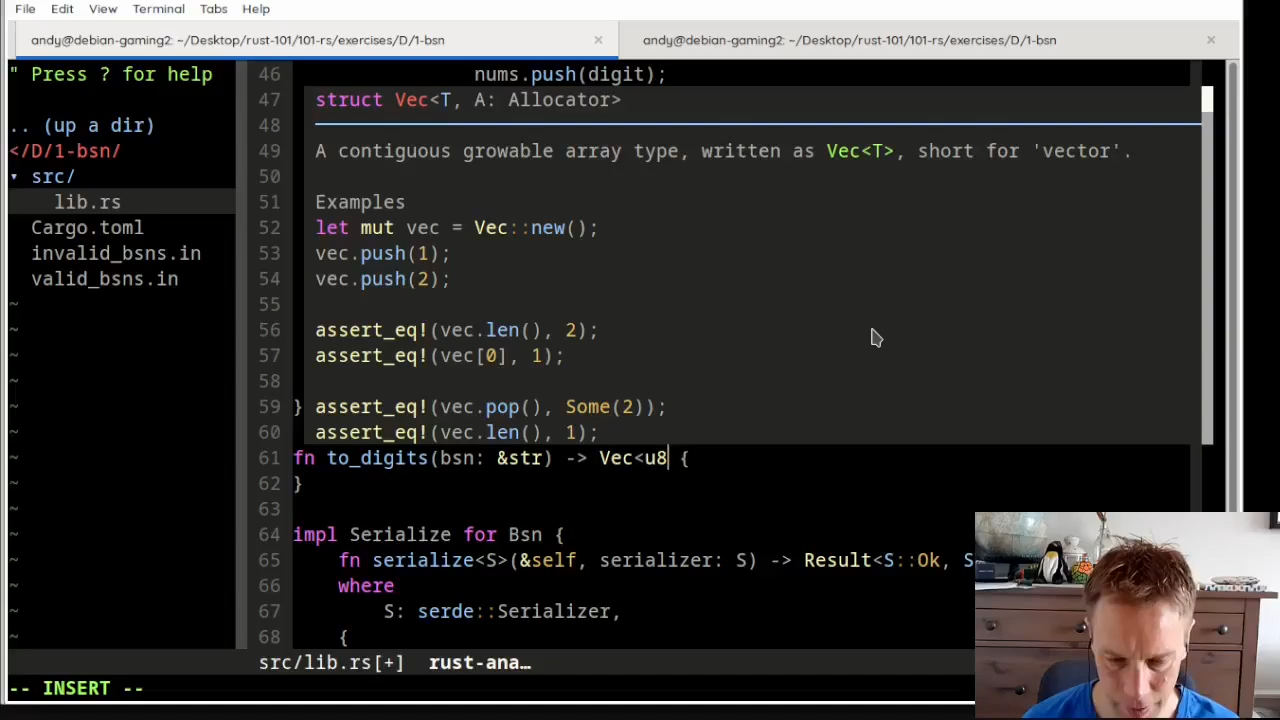 File Edit View Terminal Tabs Help
andy@debian-gaming2: ~/Desktop/rust-101/101-rs/exercises/D/1-bsn × andy@debian-gaming2: ~/Desktop/rust-101/101-rs/exercises/D/1-bsn ×
" Press ? for help
.. (up a dir)
</D/1-bsn/
▾ src/
lib.rs
Cargo.toml
invalid_bsns.in
valid_bsns.in
~
~
~
~
~
~
~
~
~
~
~
~
~
~
46 nums.push(digit);
47 struct Vec<T, A: Allocator>
48
49 A contiguous growable array type, written as Vec<T>, short for 'vector'.
50
51 Examples
52 let mut vec = Vec::new();
53 vec.push(1);
54 vec.push(2);
55
56 assert_eq!(vec.len(), 2);
57 assert_eq!(vec[0], 1);
58
59 } assert_eq!(vec.pop(), Some(2));
60 assert_eq!(vec.len(), 1);
61 fn to_digits(bsn: &str) -> Vec<u8 {
62 }
63
64 impl Serialize for Bsn {
65 fn serialize<S>(&self, serializer: S) -> Result<S::Ok, S
66 where
67 S: serde::Serializer,
68 {
src/lib.rs[+] rust-ana…
-- INSERT --